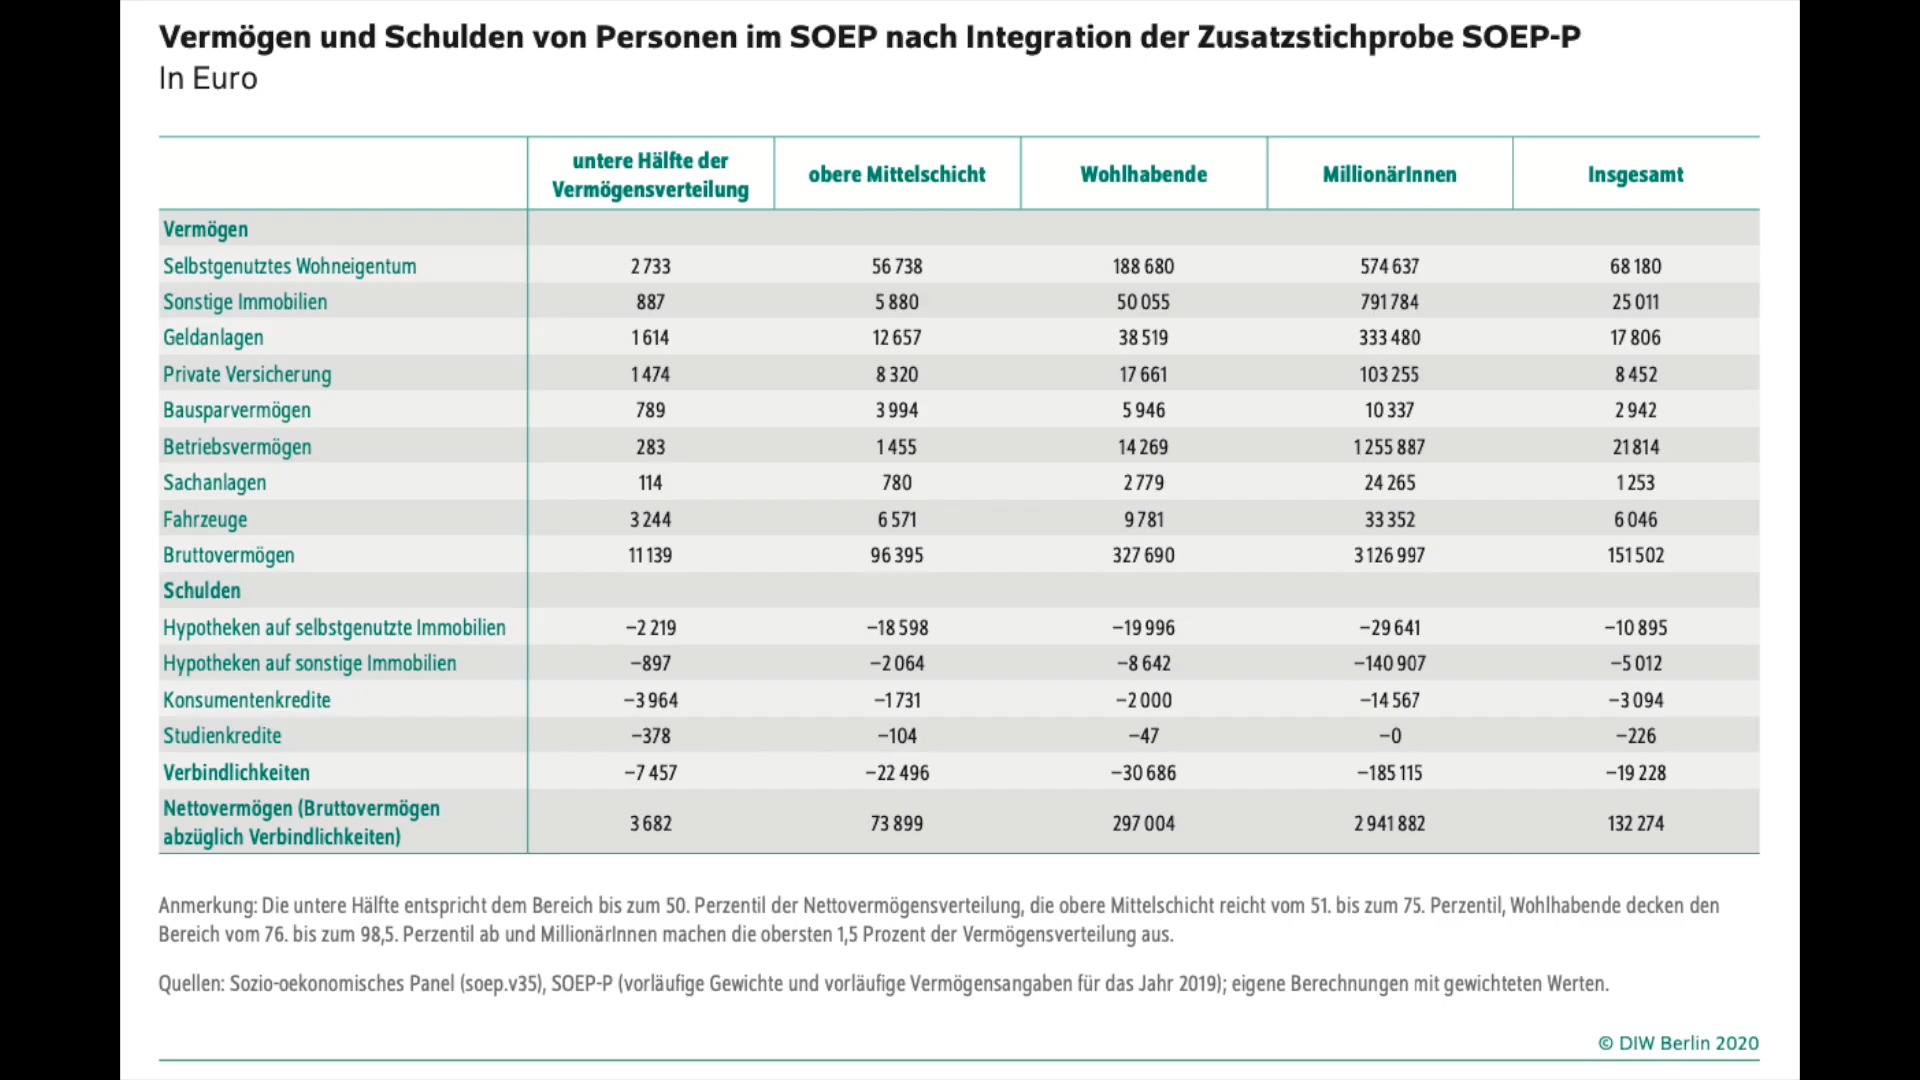 Vermögen und Schulden von Personen im SOEP nach Integration der Zusatzstichprobe SOEP-P
In Euro
untere Hälfte der Vermögensverteilung obere Mittelschicht Wohlhabende MillionärInnen Insgesamt
Vermögen
Selbstgenutztes Wohneigentum 2 733 56 738 188 680 574 637 68 180
Sonstige Immobilien 887 5 880 50 055 791 784 25 011
Geldanlagen 1 614 12 657 38 519 333 480 17 806
Private Versicherung 1 474 8 320 17 661 103 255 8 452
Bausparvermögen 789 3 994 5 946 10 337 2 942
Betriebsvermögen 283 1 455 14 269 1 255 887 21 814
Sachanlagen 114 780 2 779 24 265 1 253
Fahrzeuge 3 244 6 571 9 781 33 352 6 046
Bruttovermögen 11 139 96 395 327 690 3 126 997 151 502
Schulden
Hypotheken auf selbstgenutzte Immobilien −2 219 −18 598 −19 996 −29 641 −10 895
Hypotheken auf sonstige Immobilien −897 −2 064 −8 642 −140 907 −5 012
Konsumentenkredite −3 964 −1 731 −2 000 −14 567 −3 094
Studienkredite −378 −104 −47 −0 −226
Verbindlichkeiten −7 457 −22 496 −30 686 −185 115 −19 228
Nettovermögen (Bruttovermögen
abzüglich Verbindlichkeiten) 3 682 73 899 297 004 2 941 882 132 274
Anmerkung: Die untere Hälfte entspricht dem Bereich bis zum 50. Perzentil der Nettovermögensverteilung, die obere Mittelschicht reicht vom 51. bis zum 75. Perzentil, Wohlhabende decken den
Bereich vom 76. bis zum 98,5. Perzentil ab und MillionärInnen machen die obersten 1,5 Prozent der Vermögensverteilung aus.
Quellen: Sozio-oekonomisches Panel (soep.v35), SOEP-P (vorläufige Gewichte und vorläufige Vermögensangaben für das Jahr 2019); eigene Berechnungen mit gewichteten Werten.
© DIW Berlin 2020